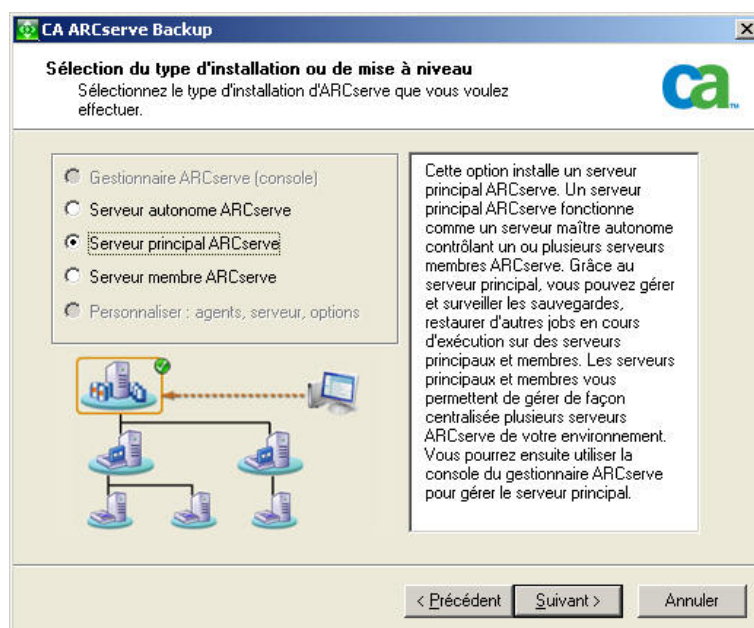 CA ARCserve Backup
Sélection du type d'installation ou de mise à niveau
Sélectionnez le type d'installation d'ARCserve que vous voulez
effectuer.
ca
Gestionnaire ARCserve (console)
Serveur autonome ARCserve
Serveur principal ARCserve
Serveur membre ARCserve
Personnaliser : agents, serveur, options
Cette option installe un serveur
principal ARCserve. Un serveur
principal ARCserve fonctionne
comme un serveur maître autonome
contrôlant un ou plusieurs serveurs
membres ARCserve. Grâce au
serveur principal, vous pouvez gérer
et surveiller les sauvegardes,
restaurer d'autres jobs en cours
d'exécution sur des serveurs
principaux et membres. Les serveurs
principaux et membres vous
permettent de gérer de façon
centralisée plusieurs serveurs
ARCserve de votre environnement.
Vous pourrez ensuite utiliser la
console du gestionnaire ARCserve
pour gérer le serveur principal.
< Précédent
Suivant >
Annuler